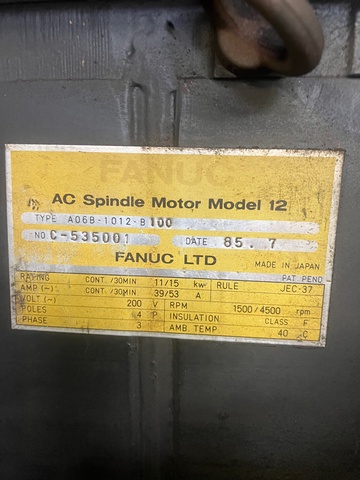 FANUC
AC Spindle Motor Model 12
TYPE A06B-1012-B100
NO. C-535001 DATE 85. 7
FANUC LTD MADE IN JAPAN
PAT PEND
RATING CONT./30MIN 11/15 kw RULE JEC-37
AMP (~) CONT./30MIN 39/53 A
VOLT (~) 200 V RPM 1500/4500 rpm
POLES 4 P INSULATION CLASS F
PHASE 3 AMB. TEMP. 40 °C